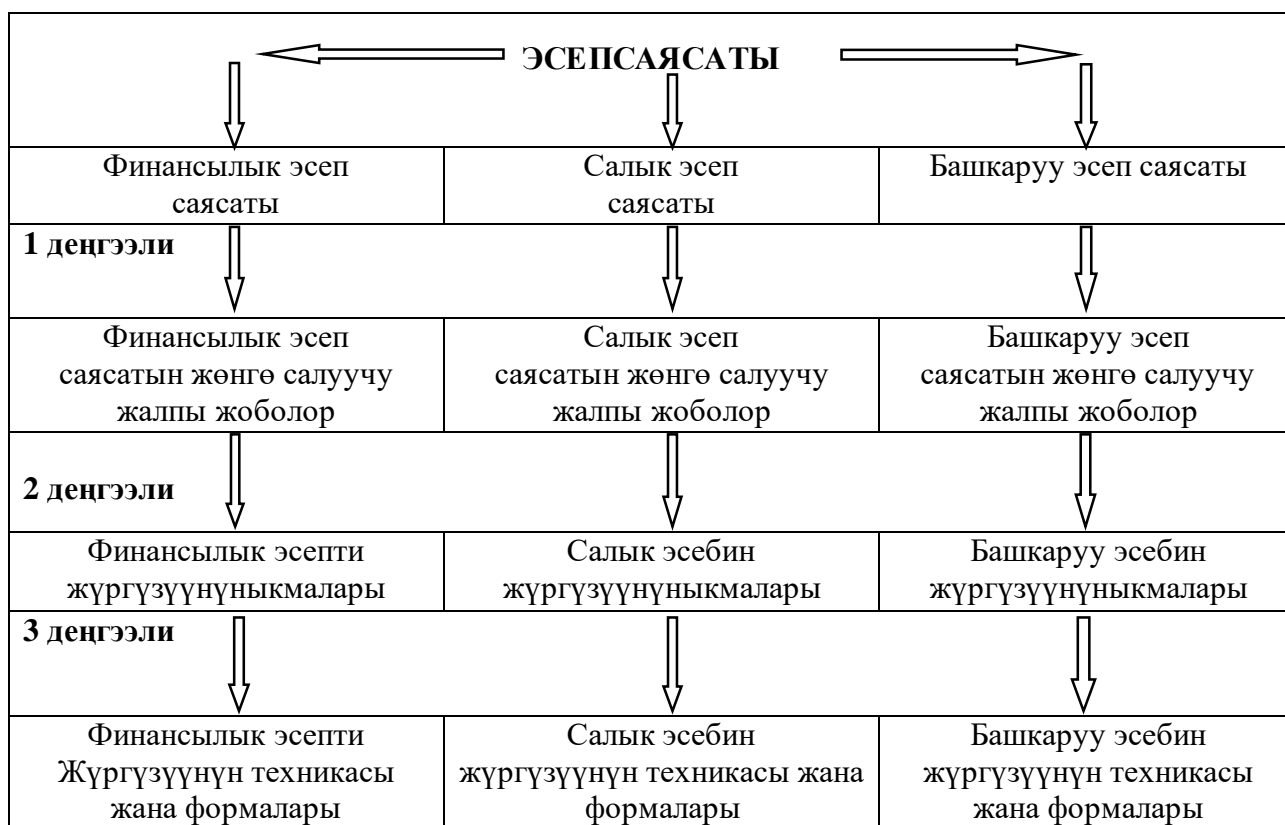 ЭСЕПСАЯСАТЫ
Финансылык эсеп
саясаты
Салык эсеп
саясаты
Башкаруу эсеп саясаты
1 деңгээли
Финансылык эсеп
саясатын жөнгө салуучу
жалпы жоболор
Салык эсеп
саясатын жөнгө салуучу
жалпы жоболор
Башкаруу эсеп
саясатын жөнгө салуучу
жалпы жоболор
2 деңгээли
Финансылык эсепти
жүргүзүүнүныкмалары
Салык эсебин
жүргүзүүнүныкмалары
Башкаруу эсебин
жүргүзүүнүныкмалары
3 деңгээли
Финансылык эсепти
Жүргүзүүнүн техникасы
жана формалары
Салык эсебин
жүргүзүүнүн техникасы жана
формалары
Башкаруу эсебин
жүргүзүүнүн техникасы
жана формалары